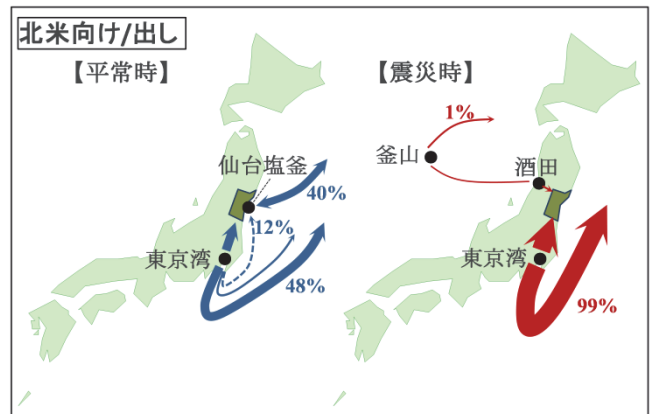 北米向け/出し
【平常時】
【震災時】
仙台塩釜
40%
12%
東京湾
48%
1%
釜山
酒田
東京湾
99%